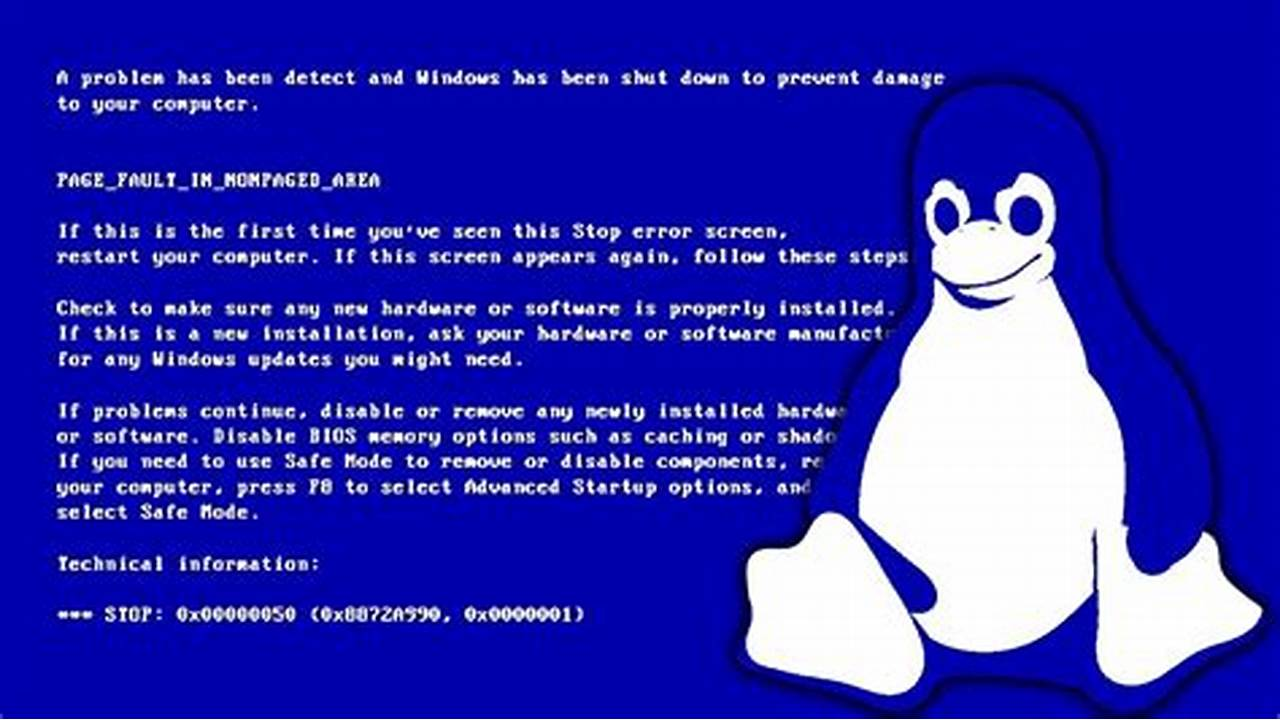 A problem has been detect and Windows has been shut down to prevent damage
to your computer.
PAGE_FAULT_IN_NONPAGED_AREA
If this is the first time you've seen this Stop error screen,
restart your computer. If this screen appears again, follow these steps
Check to make sure any new hardware or software is properly installed.
If this is a new installation, ask your hardware or software manufact
for any Windows updates you might need.
If problems continue, disable or remove any newly installed hardw
or software. Disable BIOS memory options such as caching or shado
If you need to use Safe Mode to remove or disable components, re
your computer, press F8 to select Advanced Startup options, and
select Safe Mode.
Technical information:
*** STOP: 0x00000050 (0x8872A990, 0x0000001)